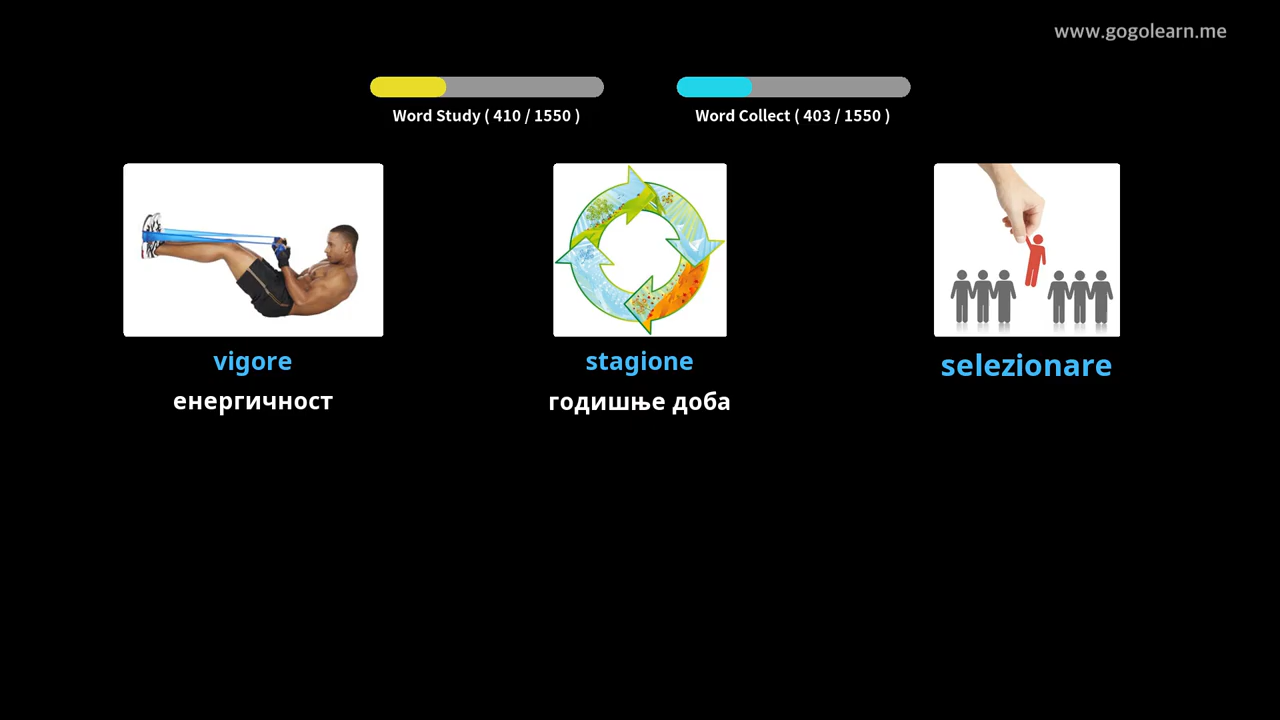 www.gogolearn.me
Word Study ( 410 / 1550 )
Word Collect ( 403 / 1550 )
vigore
stagione
selezionare
енергичност
годишње доба